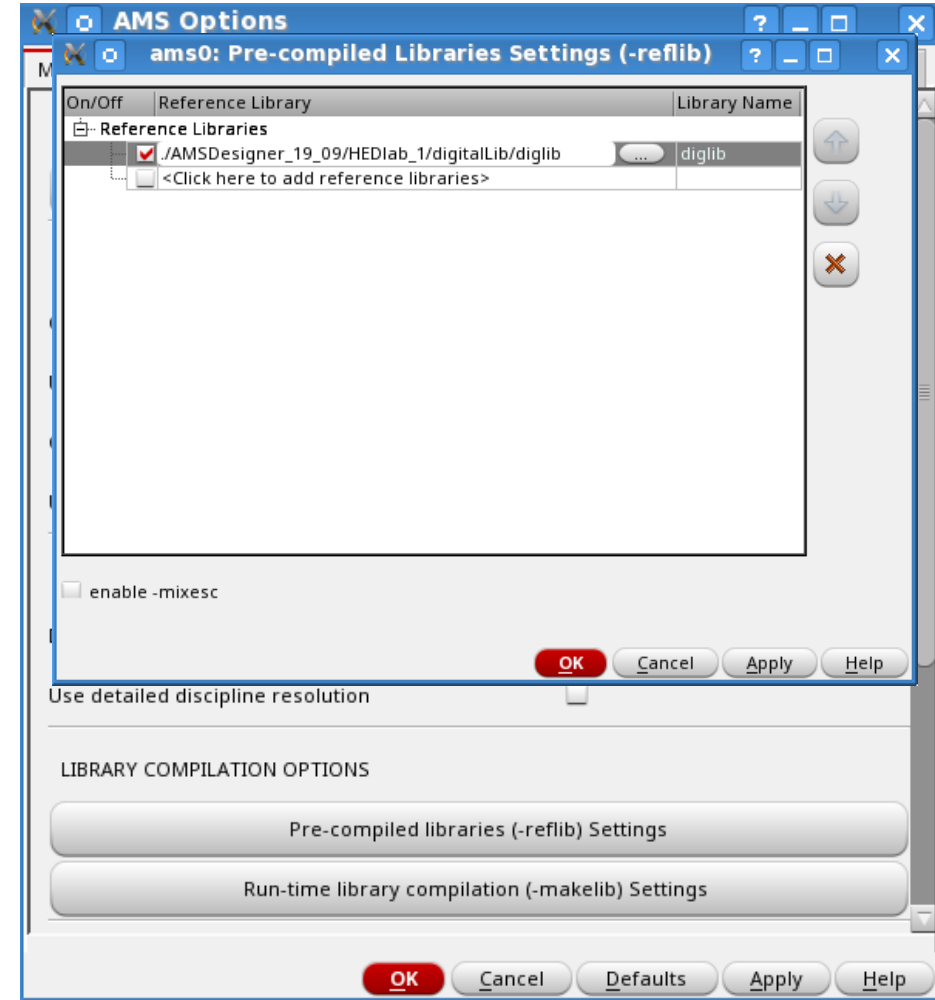 AMS Options
ams0: Pre-compiled Libraries Settings (-reflib)
On/Off Reference Library Library Name
Reference Libraries
./AMSDesigner_19_09/HEDlab_1/digitalLib/diglib ... diglib
<Click here to add reference libraries>
enable -mixesc
OK Cancel Apply Help
Use detailed discipline resolution
LIBRARY COMPILATION OPTIONS
Pre-compiled libraries (-reflib) Settings
Run-time library compilation (-makelib) Settings
OK Cancel Defaults Apply Help